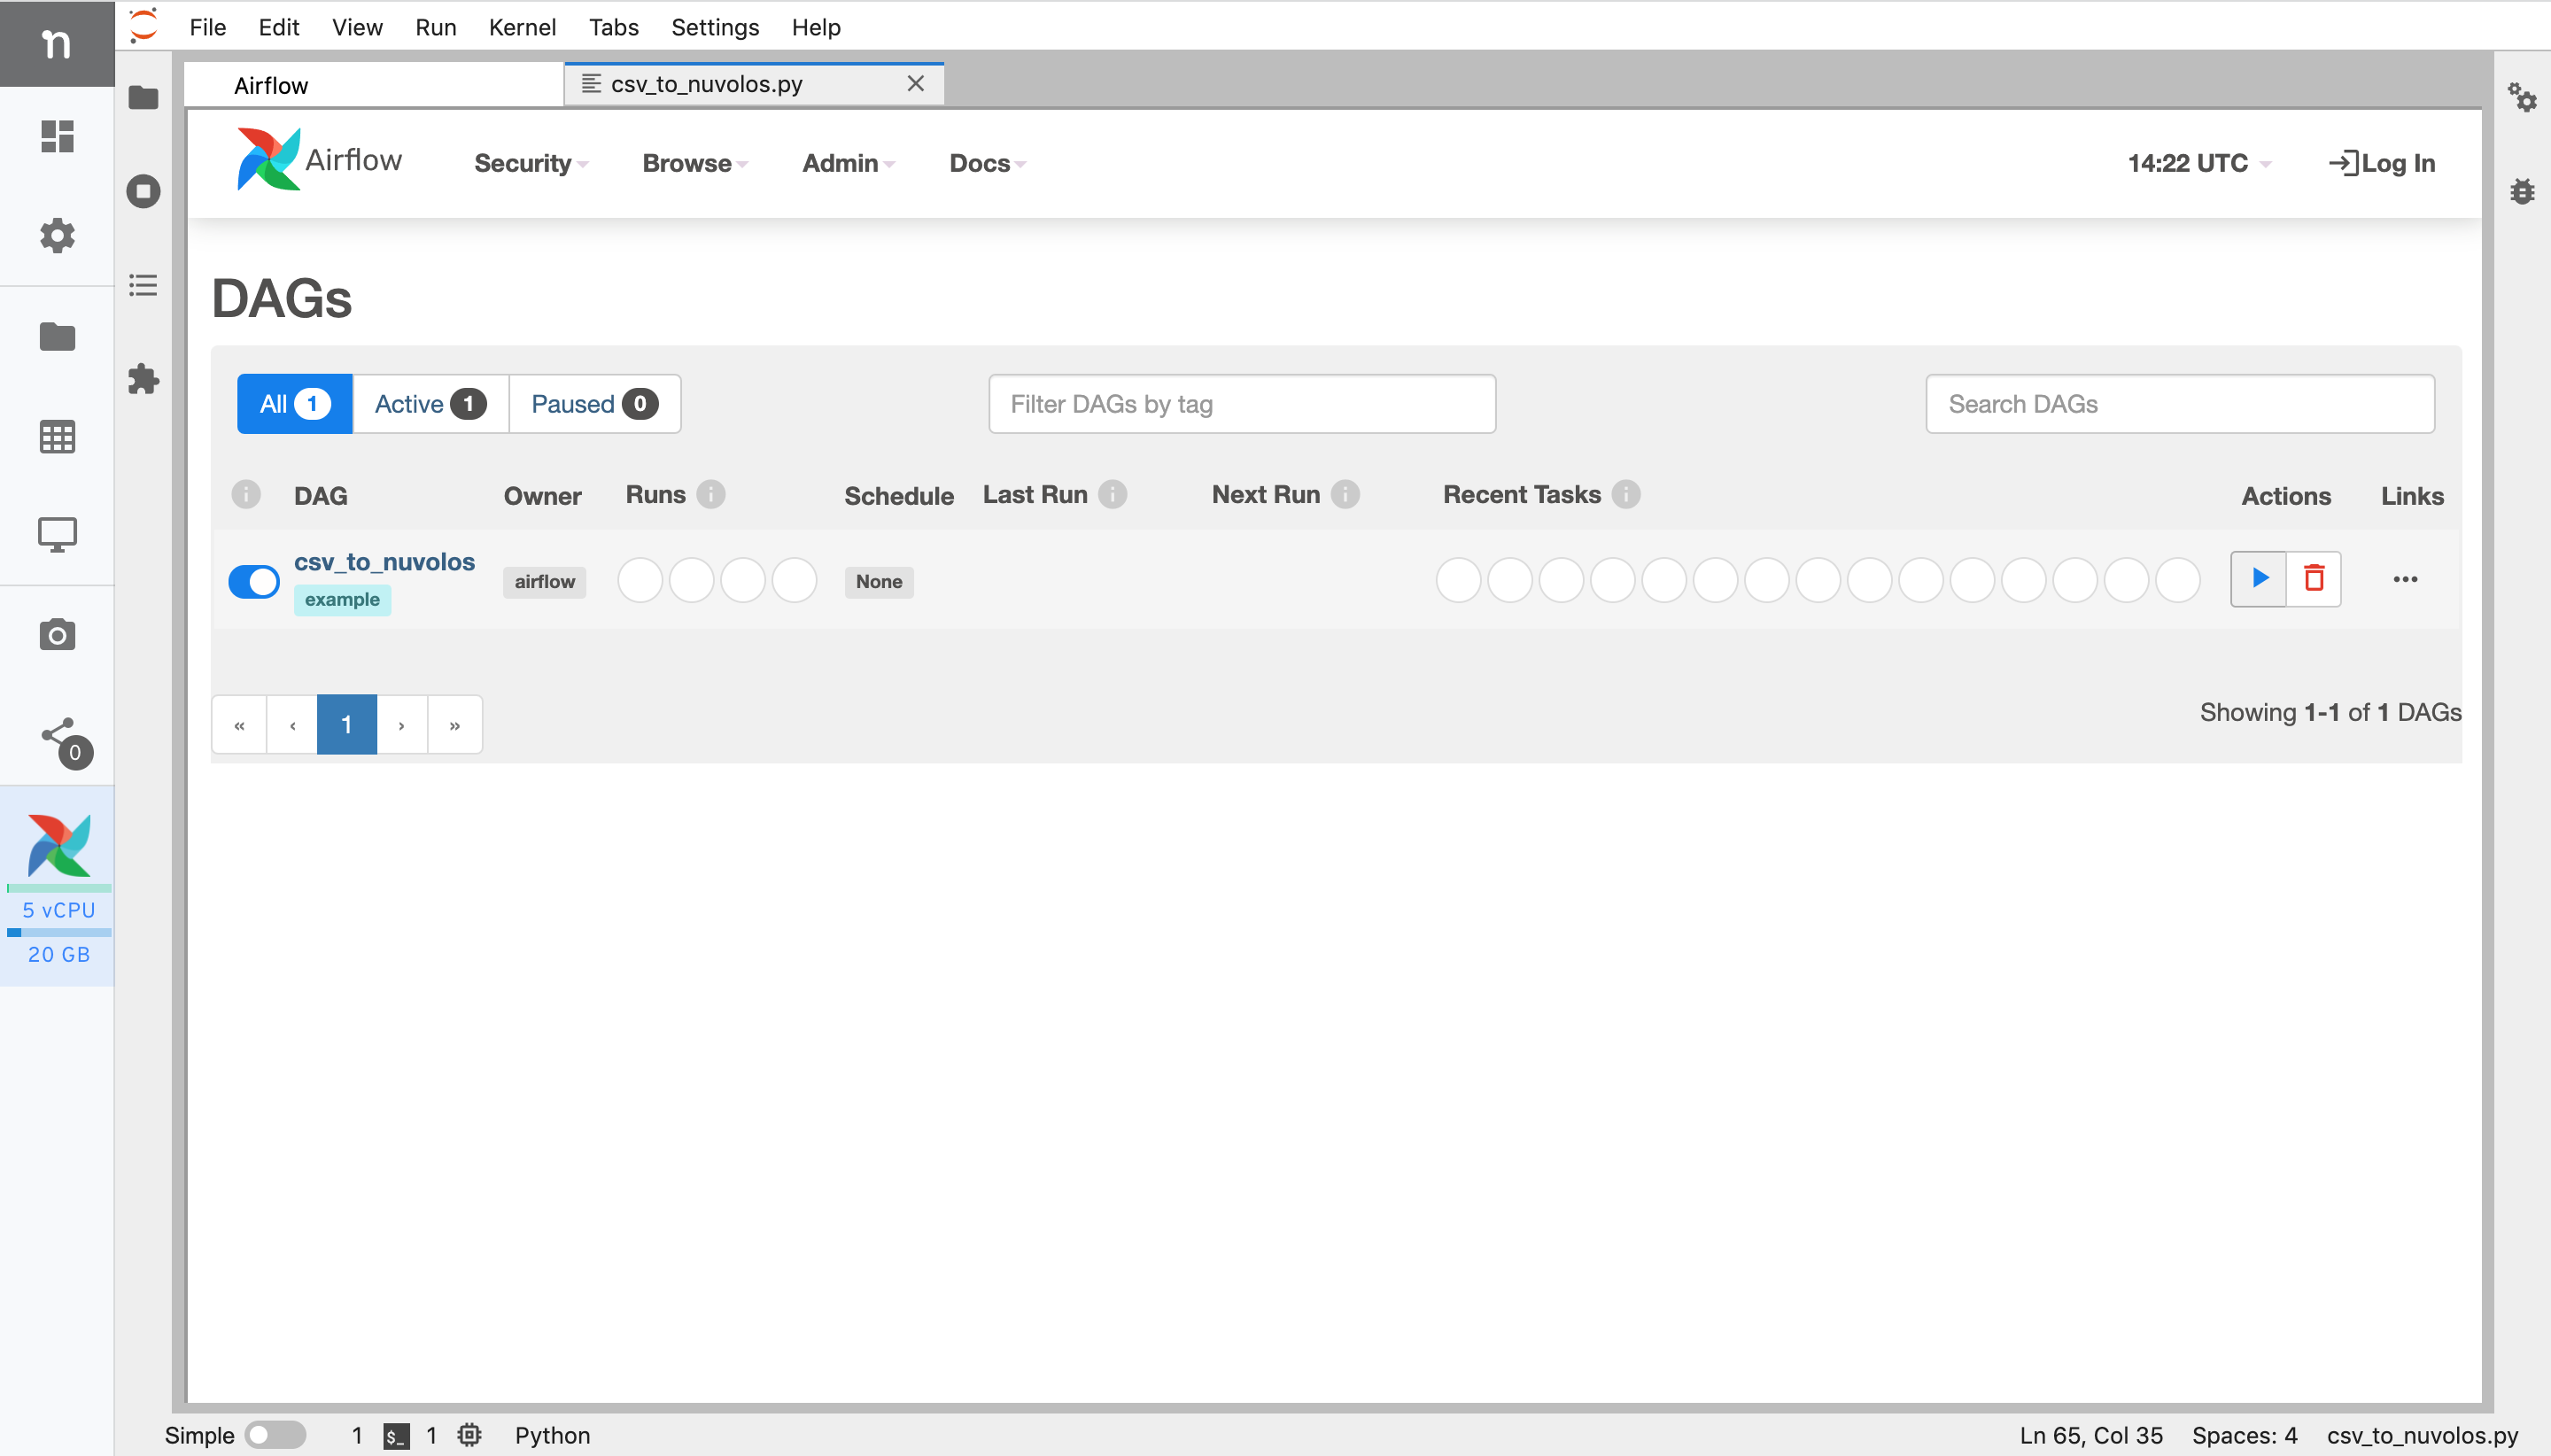 n
File Edit View Run Kernel Tabs Settings Help
Airflow
csv_to_nuvolos.py
Airflow Security Browse Admin Docs 14:22 UTC Log In
DAGs
All 1 Active 1 Paused 0 Filter DAGs by tag Search DAGs
i DAG Owner Runs i Schedule Last Run i Next Run i Recent Tasks i Actions Links
csv_to_nuvolos
example
airflow None ...
« ‹ 1 › »
Showing 1-1 of 1 DAGs
0
5 vCPU
20 GB
Simple 1 $_ 1 Python Ln 65, Col 35 Spaces: 4 csv_to_nuvolos.py